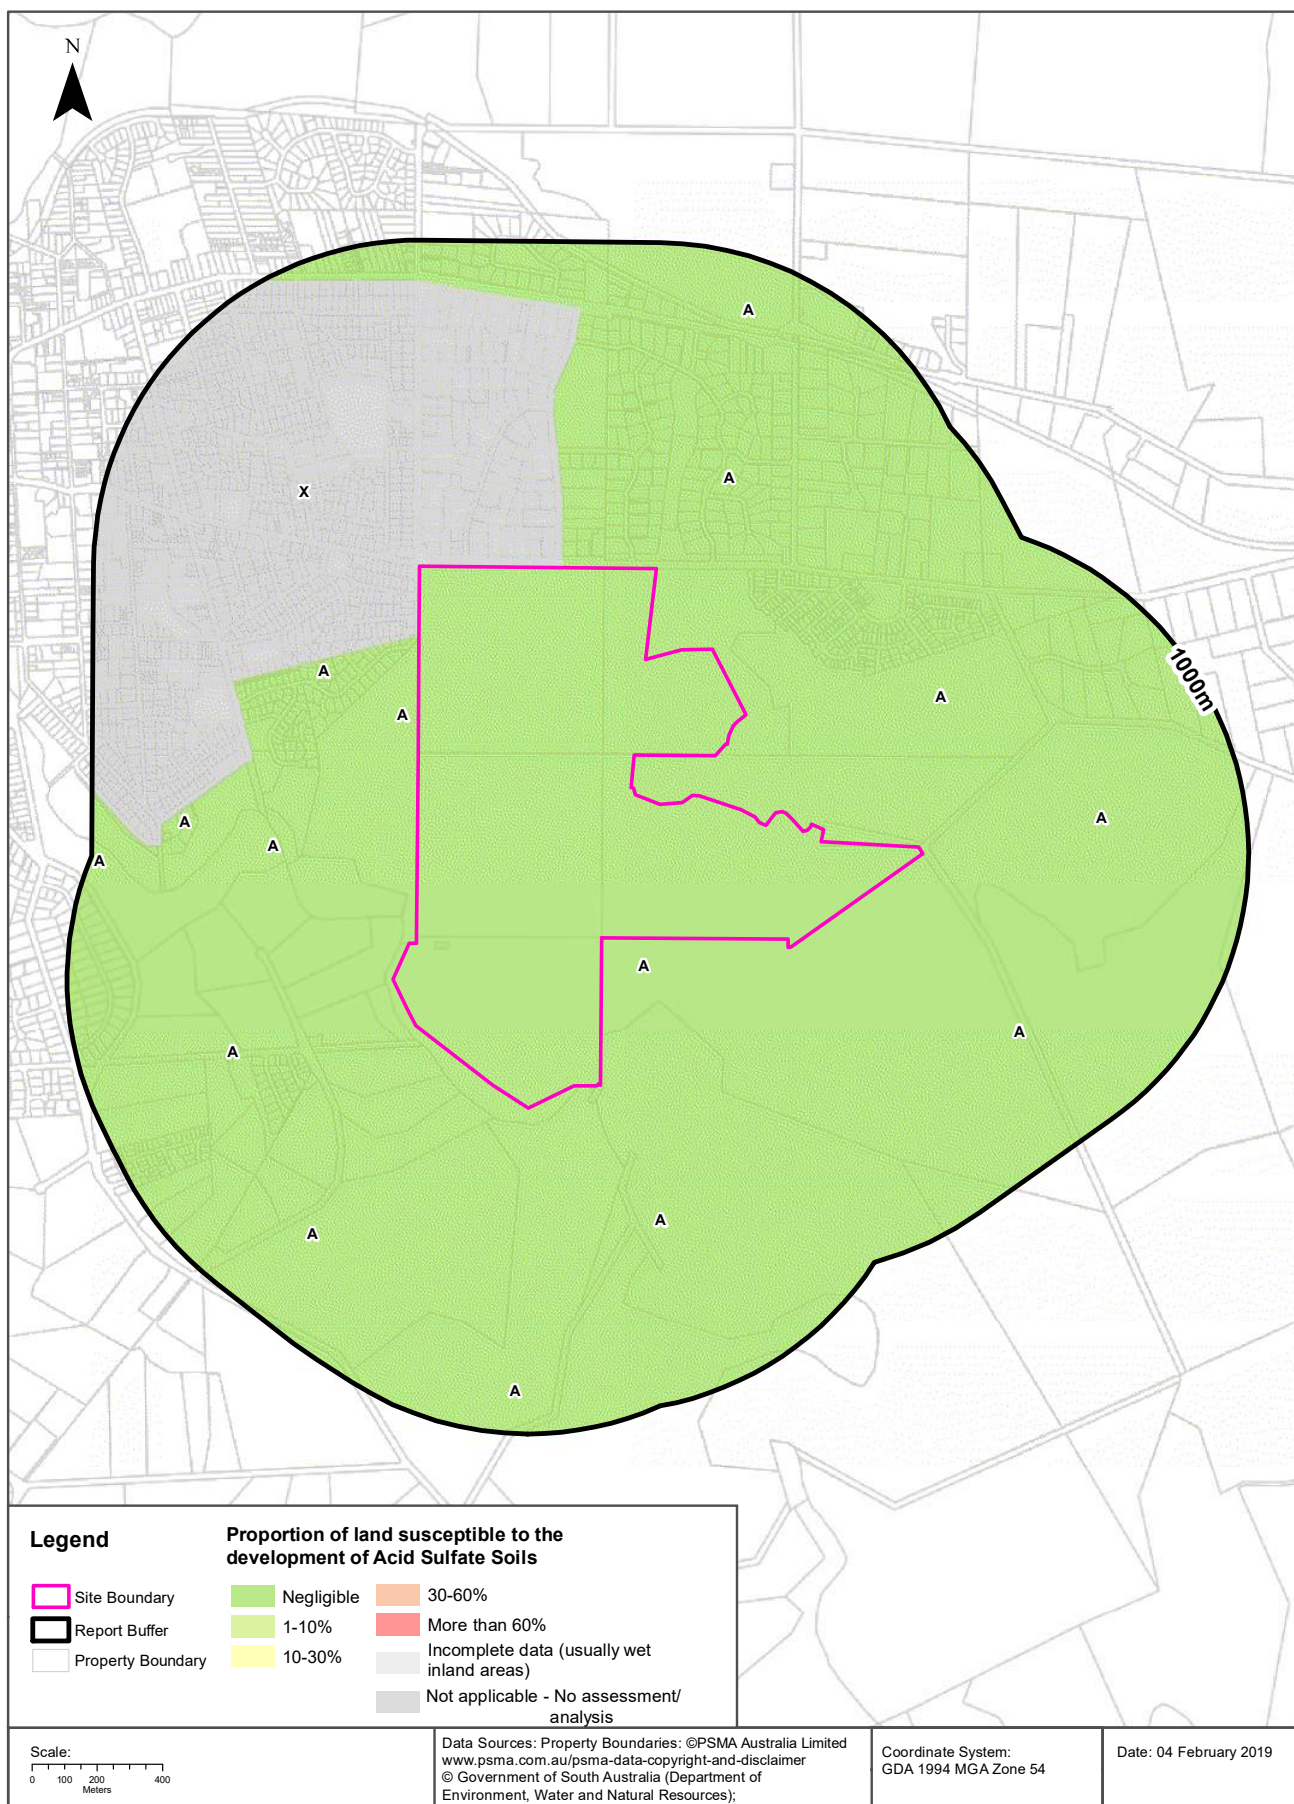 N
A
A
X
1000m
A
A
A
A
A
A
A
A
A
A
A
A
A
Legend
Site Boundary
Report Buffer
Property Boundary
Proportion of land susceptible to the
development of Acid Sulfate Soils
Negligible
1-10%
10-30%
30-60%
More than 60%
Incomplete data (usually wet
inland areas)
Not applicable - No assessment/
analysis
Scale:
0 100 200 400
Meters
Data Sources: Property Boundaries: ©PSMA Australia Limited
www.psma.com.au/psma-data-copyright-and-disclaimer
© Government of South Australia (Department of
Environment, Water and Natural Resources);
Coordinate System:
GDA 1994 MGA Zone 54
Date: 04 February 2019